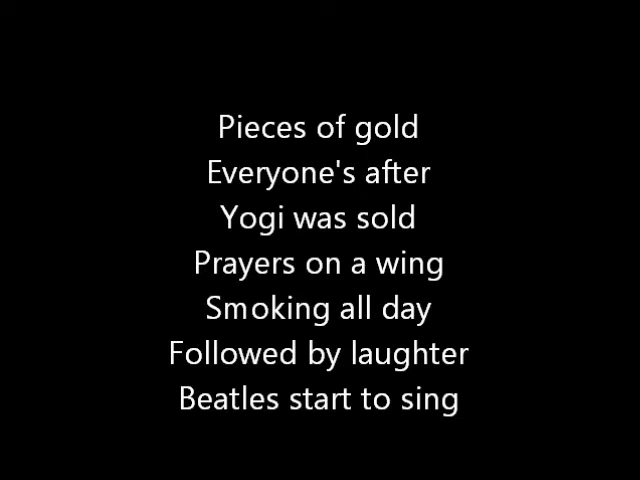 Pieces of gold
Everyone's after
Yogi was sold
Prayers on a wing
Smoking all day
Followed by laughter
Beatles start to sing